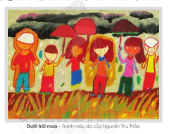 Dưới trời mưa – Tranh màu dạ của Nguyễn Thu Thảo